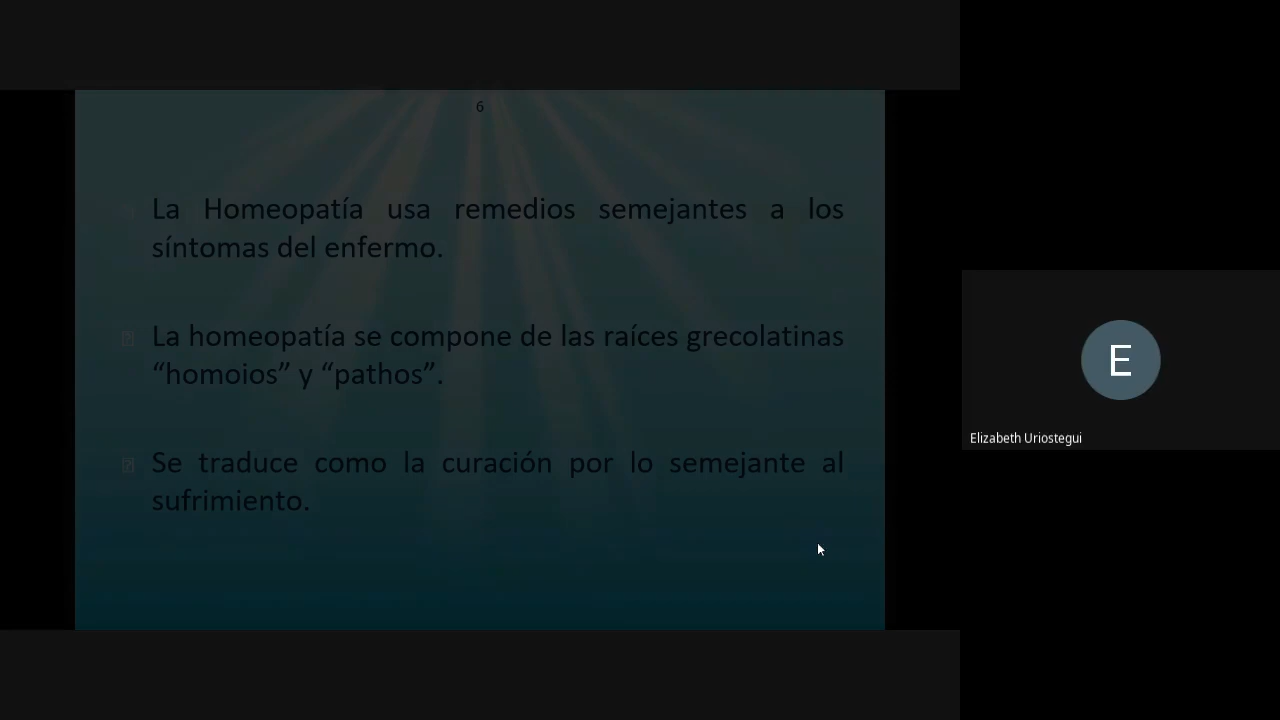 6
La Homeopatía usa remedios semejantes a los
síntomas del enfermo.
La homeopatía se compone de las raíces grecolatinas
“homoios” y “pathos”.
Se traduce como la curación por lo semejante al
sufrimiento.
E
Elizabeth Uriostegui